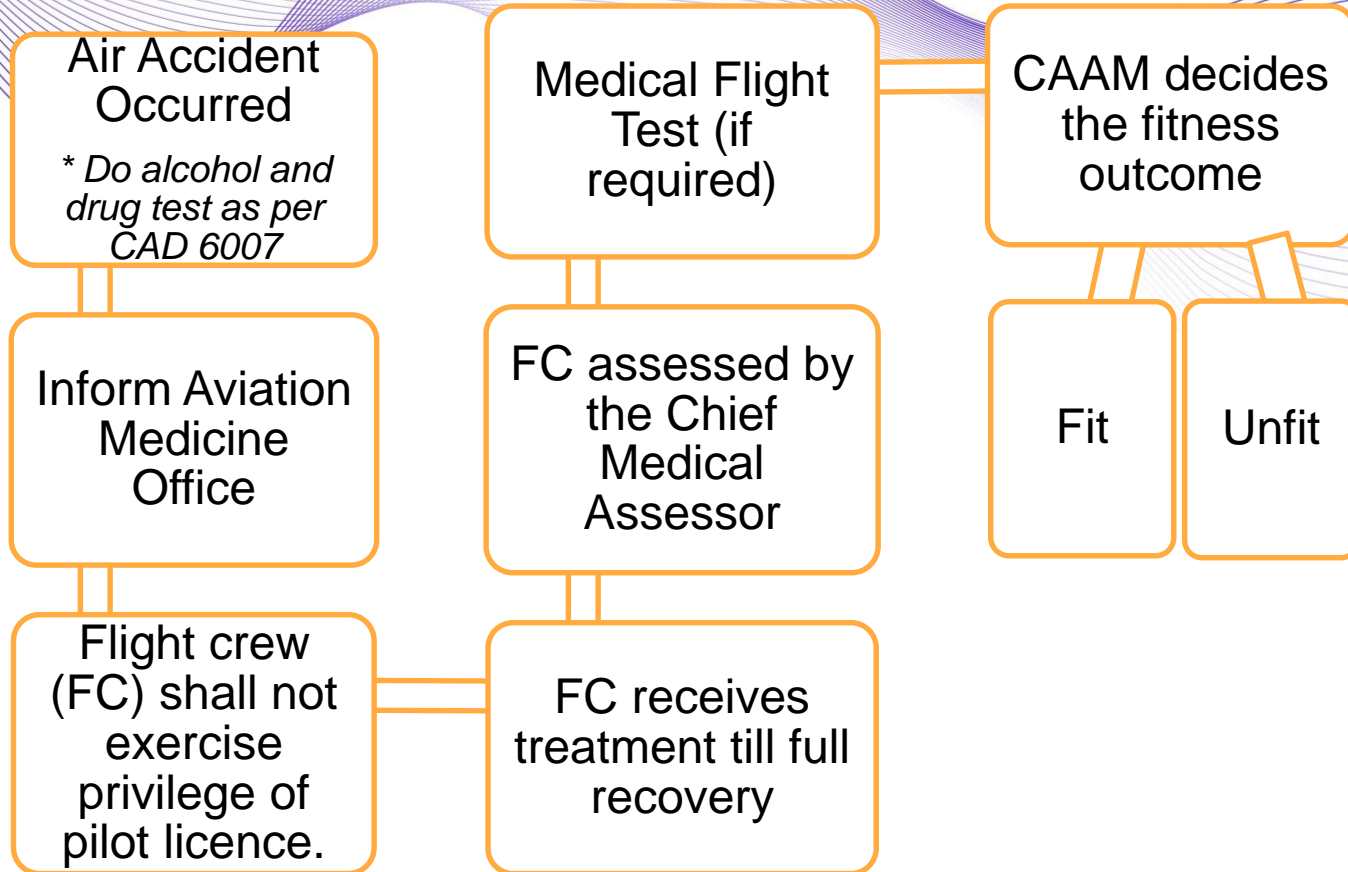 Air Accident
Occurred
* Do alcohol and
drug test as per
CAD 6007
Inform Aviation
Medicine
Office
Flight crew
(FC) shall not
exercise
privilege of
pilot licence.
FC receives
treatment till full
recovery
FC assessed by
the Chief
Medical
Assessor
Medical Flight
Test (if
required)
CAAM decides
the fitness
outcome
Fit
Unfit